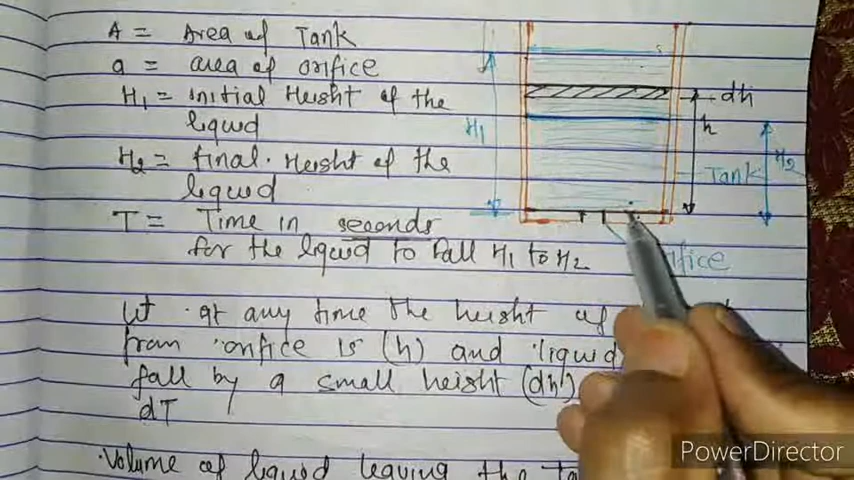 A = Area of Tank
a = area of orifice
H1 = initial Height of the
liquid
H2 = final. Height of the
liquid
T = Time in seconds
for the liquid to fall H1 to H2
let at any time the height of
from orifice is (h) and liquid
fall by a small height (dh)
dT
Volume of liquid leaving the
dh
h
H1
H2
Tank
PowerDirector